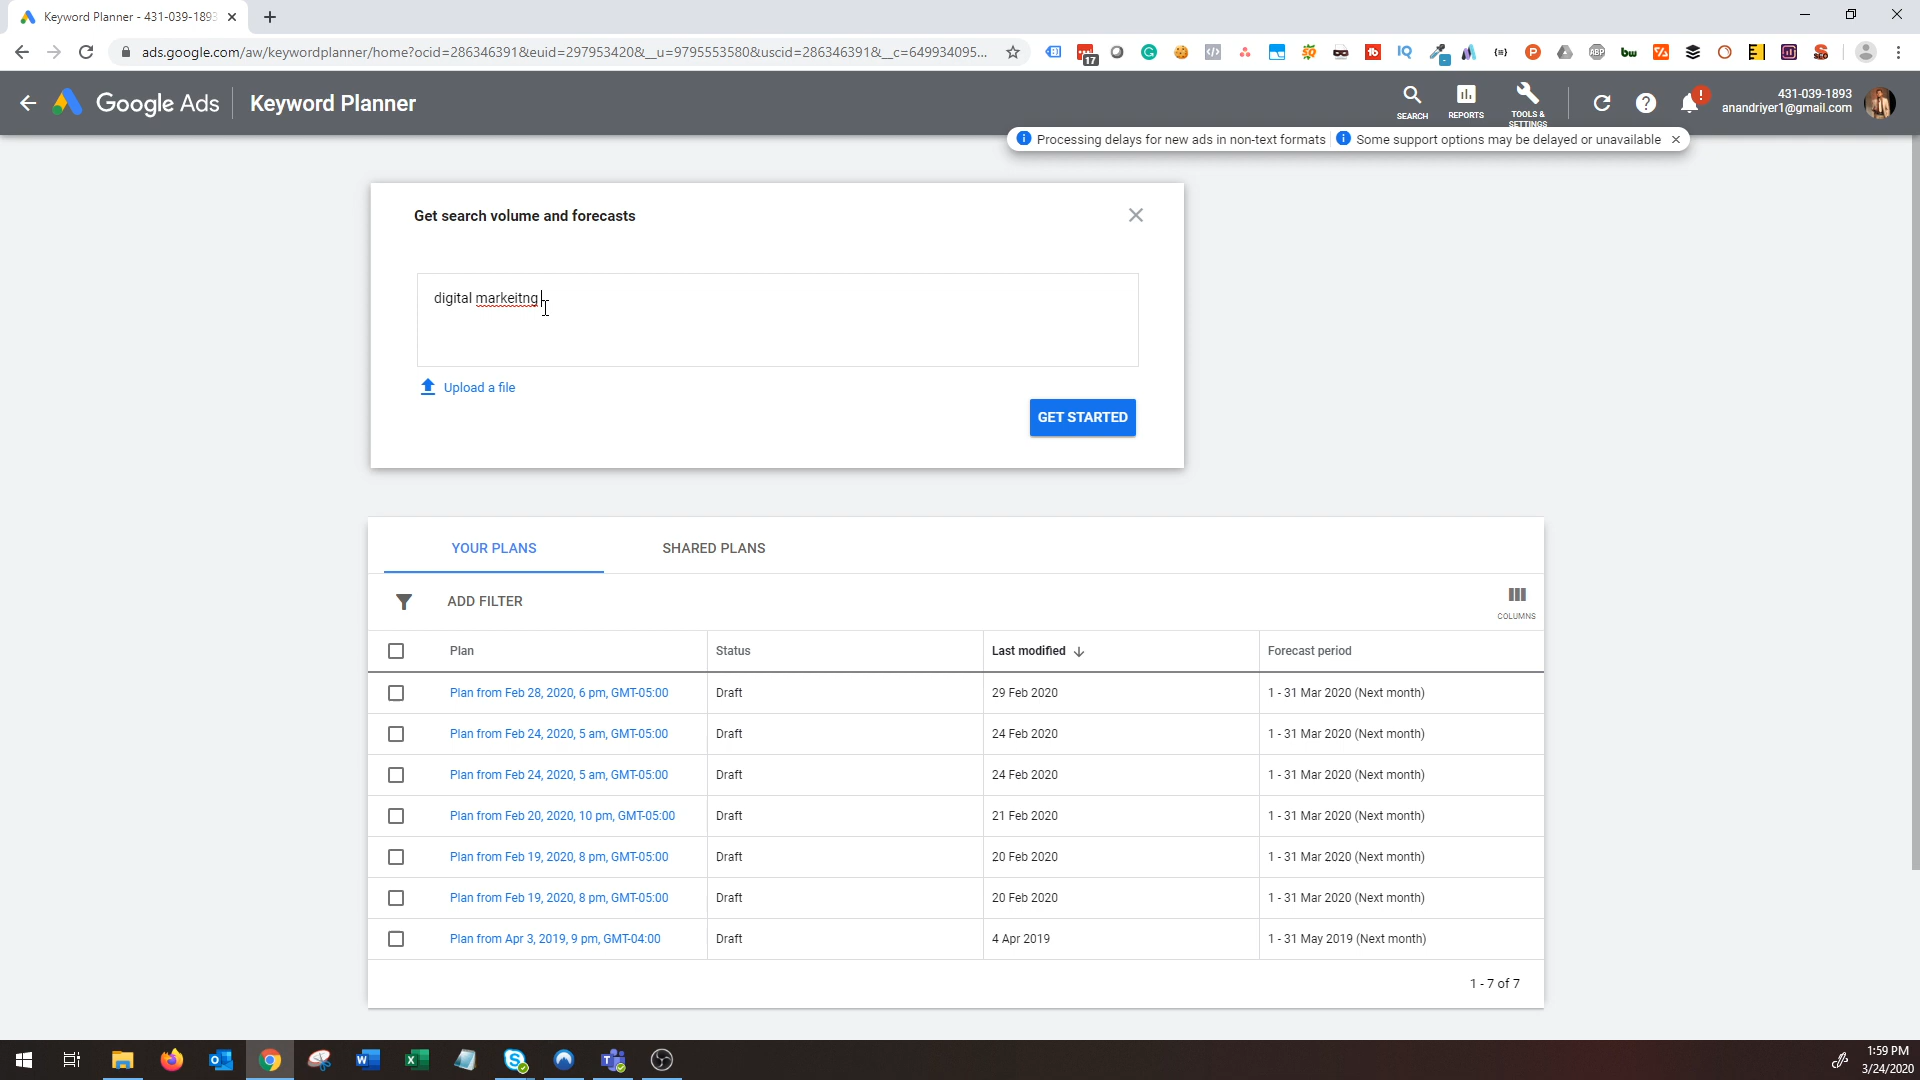 Keyword Planner - 431-039-1893
ads.google.com/aw/keywordplanner/home?ocid=286346391&euid=297953420&__u=9795553580&uscid=286346391&__c=649934095...
17
ABP
Google Ads
Keyword Planner
SEARCH
REPORTS
TOOLS &
SETTINGS
431-039-1893
anandriyer1@gmail.com
Processing delays for new ads in non-text formats
Some support options may be delayed or unavailable
Get search volume and forecasts
digital markeitng
Upload a file
GET STARTED
YOUR PLANS
SHARED PLANS
ADD FILTER
COLUMNS
Plan Status Last modified Forecast period
Plan from Feb 28, 2020, 6 pm, GMT-05:00 Draft 29 Feb 2020 1 - 31 Mar 2020 (Next month)
Plan from Feb 24, 2020, 5 am, GMT-05:00 Draft 24 Feb 2020 1 - 31 Mar 2020 (Next month)
Plan from Feb 24, 2020, 5 am, GMT-05:00 Draft 24 Feb 2020 1 - 31 Mar 2020 (Next month)
Plan from Feb 20, 2020, 10 pm, GMT-05:00 Draft 21 Feb 2020 1 - 31 Mar 2020 (Next month)
Plan from Feb 19, 2020, 8 pm, GMT-05:00 Draft 20 Feb 2020 1 - 31 Mar 2020 (Next month)
Plan from Feb 19, 2020, 8 pm, GMT-05:00 Draft 20 Feb 2020 1 - 31 Mar 2020 (Next month)
Plan from Apr 3, 2019, 9 pm, GMT-04:00 Draft 4 Apr 2019 1 - 31 May 2019 (Next month)
1 - 7 of 7
1:59 PM
3/24/2020